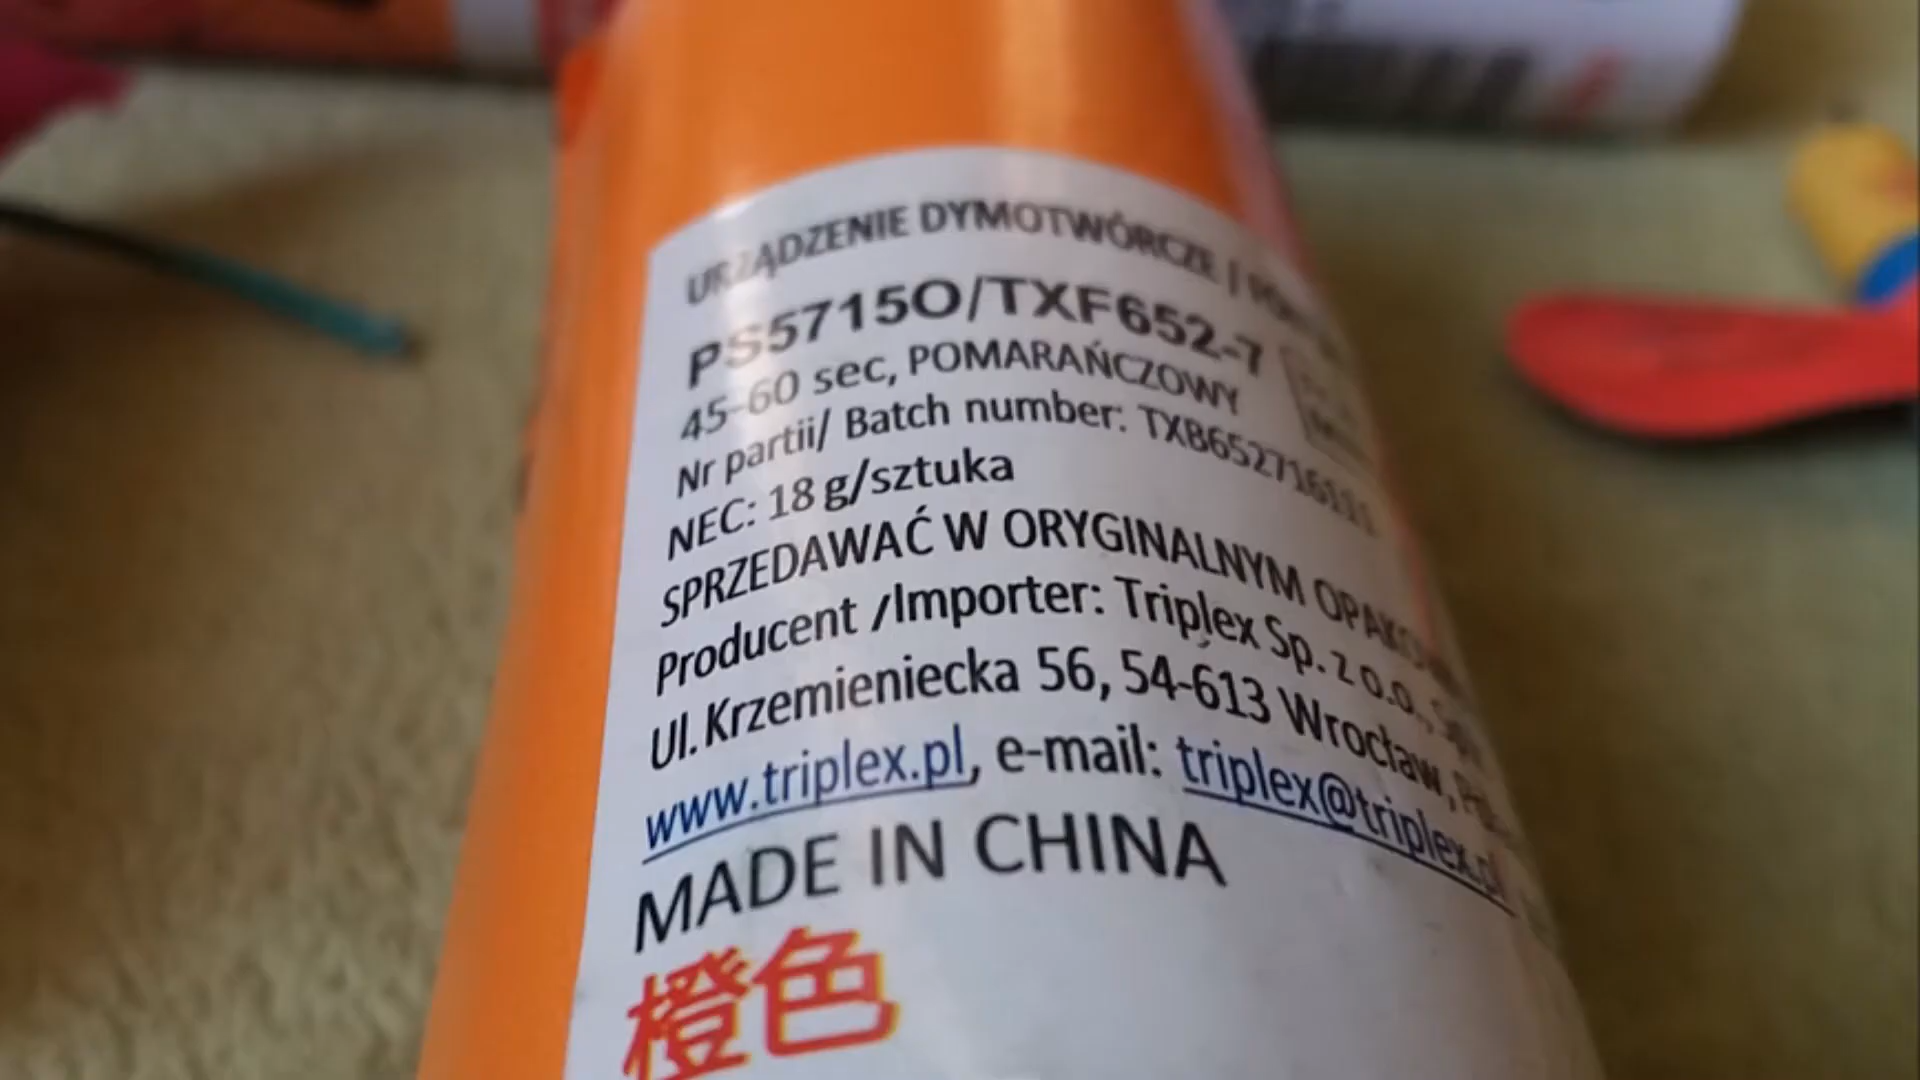 URZĄDZENIE DYMOTWÓRCZE /
PS5715O/TXF652-7
45-60 sec, POMARAŃCZOWY
Nr partii/ Batch number: TXB652716111
NEC: 18 g/sztuka
SPRZEDAWAĆ W ORYGINALNYM
Producent /Importer: Triplex Sp. z o.o.,
Ul. Krzemieniecka 56, 54-613 Wrocław,
www.triplex.pl, e-mail: triplex@triplex.pl
MADE IN CHINA
橙色